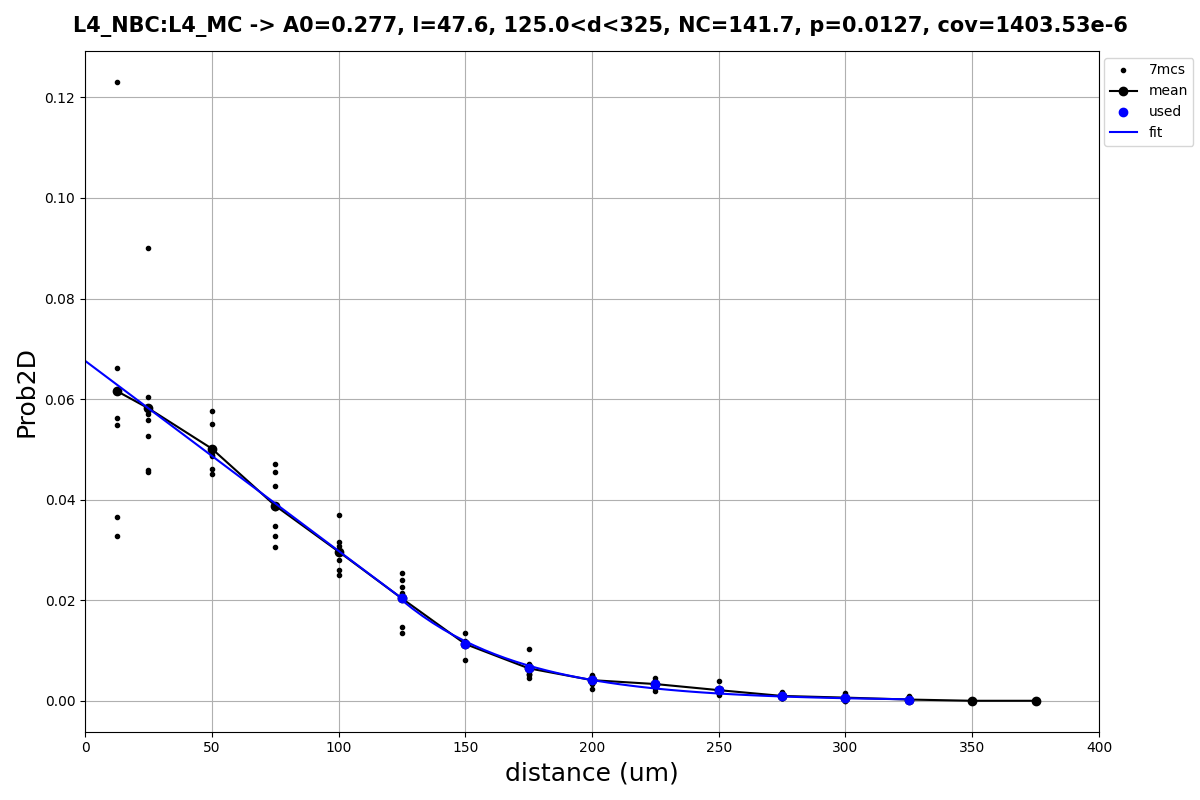 L4_NBC:L4_MC -> A0=0.277, l=47.6, 125.0<d<325, NC=141.7, p=0.0127, cov=1403.53e-6
7mcs
mean
used
fit
0.12
0.10
0.08
0.06
0.04
0.02
0.00
Prob2D
0 50 100 150 200 250 300 350 400
distance (um)